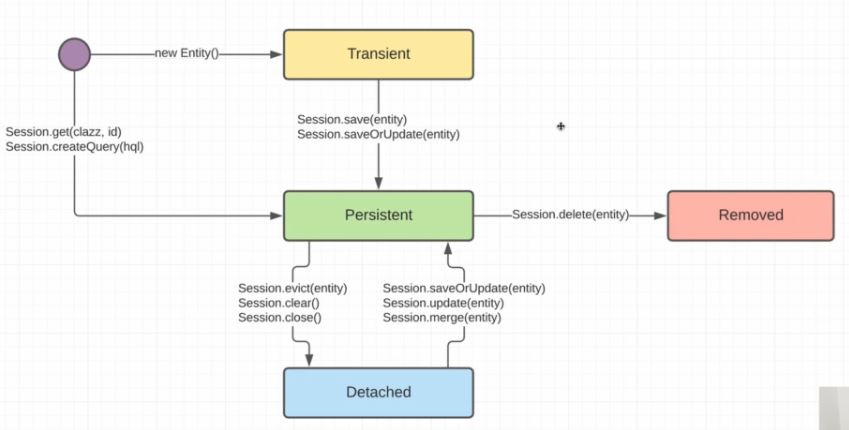 new Entity()
Transient
Session.get(clazz, id)
Session.createQuery(hql)
Session.save(entity)
Session.saveOrUpdate(entity)
Persistent
Session.delete(entity)
Removed
Session.evict(entity)
Session.clear()
Session.close()
Session.saveOrUpdate(entity)
Session.update(entity)
Session.merge(entity)
Detached